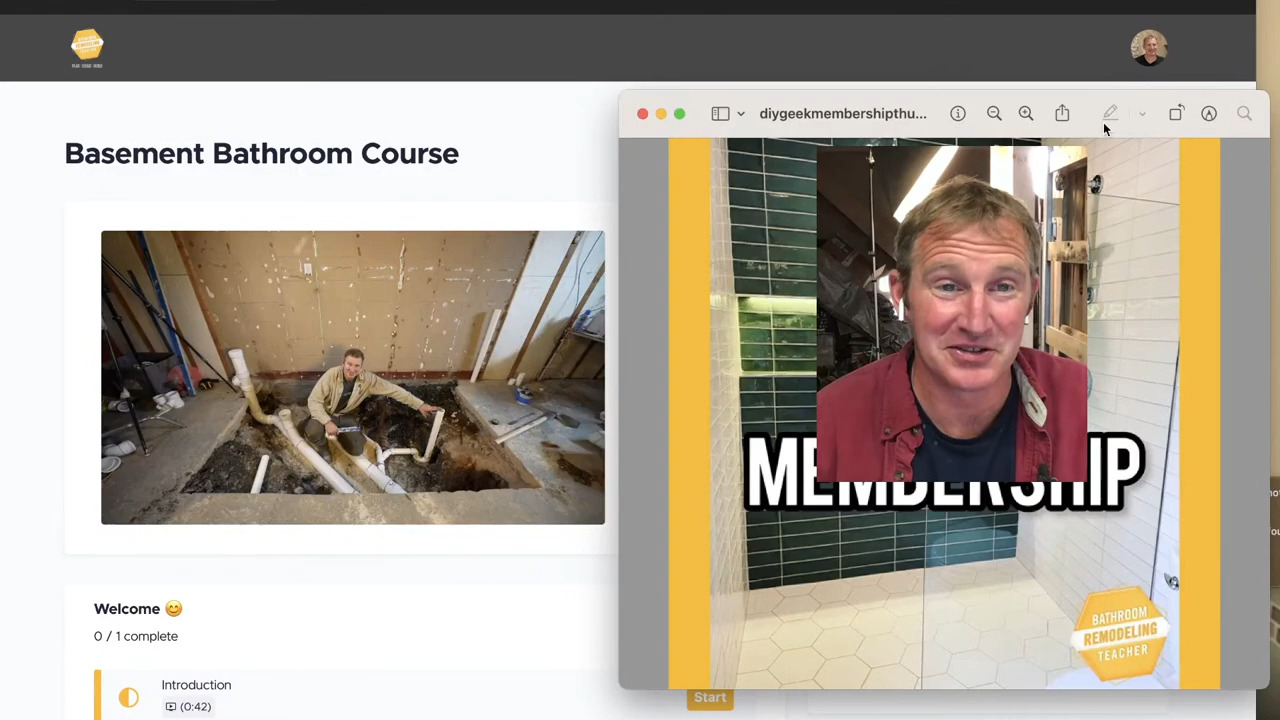 diygeekmembershipthu...
Basement Bathroom Course
MEMBERSHIP
BATHROOM
REMODELING
TEACHER
Welcome 😊
0 / 1 complete
Introduction
(0:42)
Start